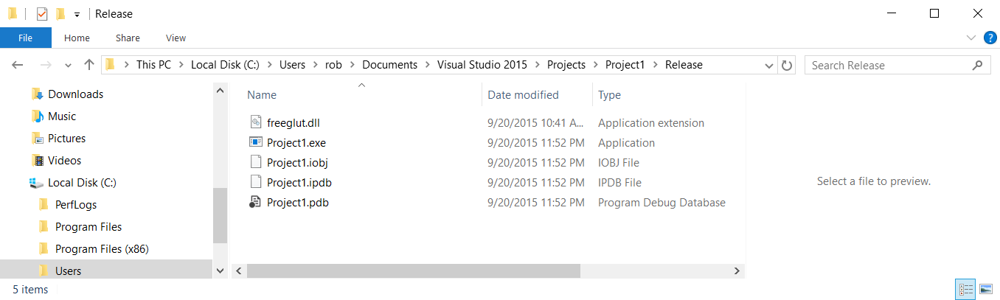 Release
File Home Share View
This PC Local Disk (C:) Users rob Documents Visual Studio 2015 Projects Project1 Release Search Release
Downloads
Music
Pictures
Videos
Local Disk (C:)
PerfLogs
Program Files
Program Files (x86)
Users
Name Date modified Type
freeglut.dll 9/20/2015 10:41 A... Application extension
Project1.exe 9/20/2015 11:52 PM Application
Project1.iobj 9/20/2015 11:52 PM IOBJ File
Project1.ipdb 9/20/2015 11:52 PM IPDB File
Project1.pdb 9/20/2015 11:52 PM Program Debug Database
Select a file to preview.
5 items